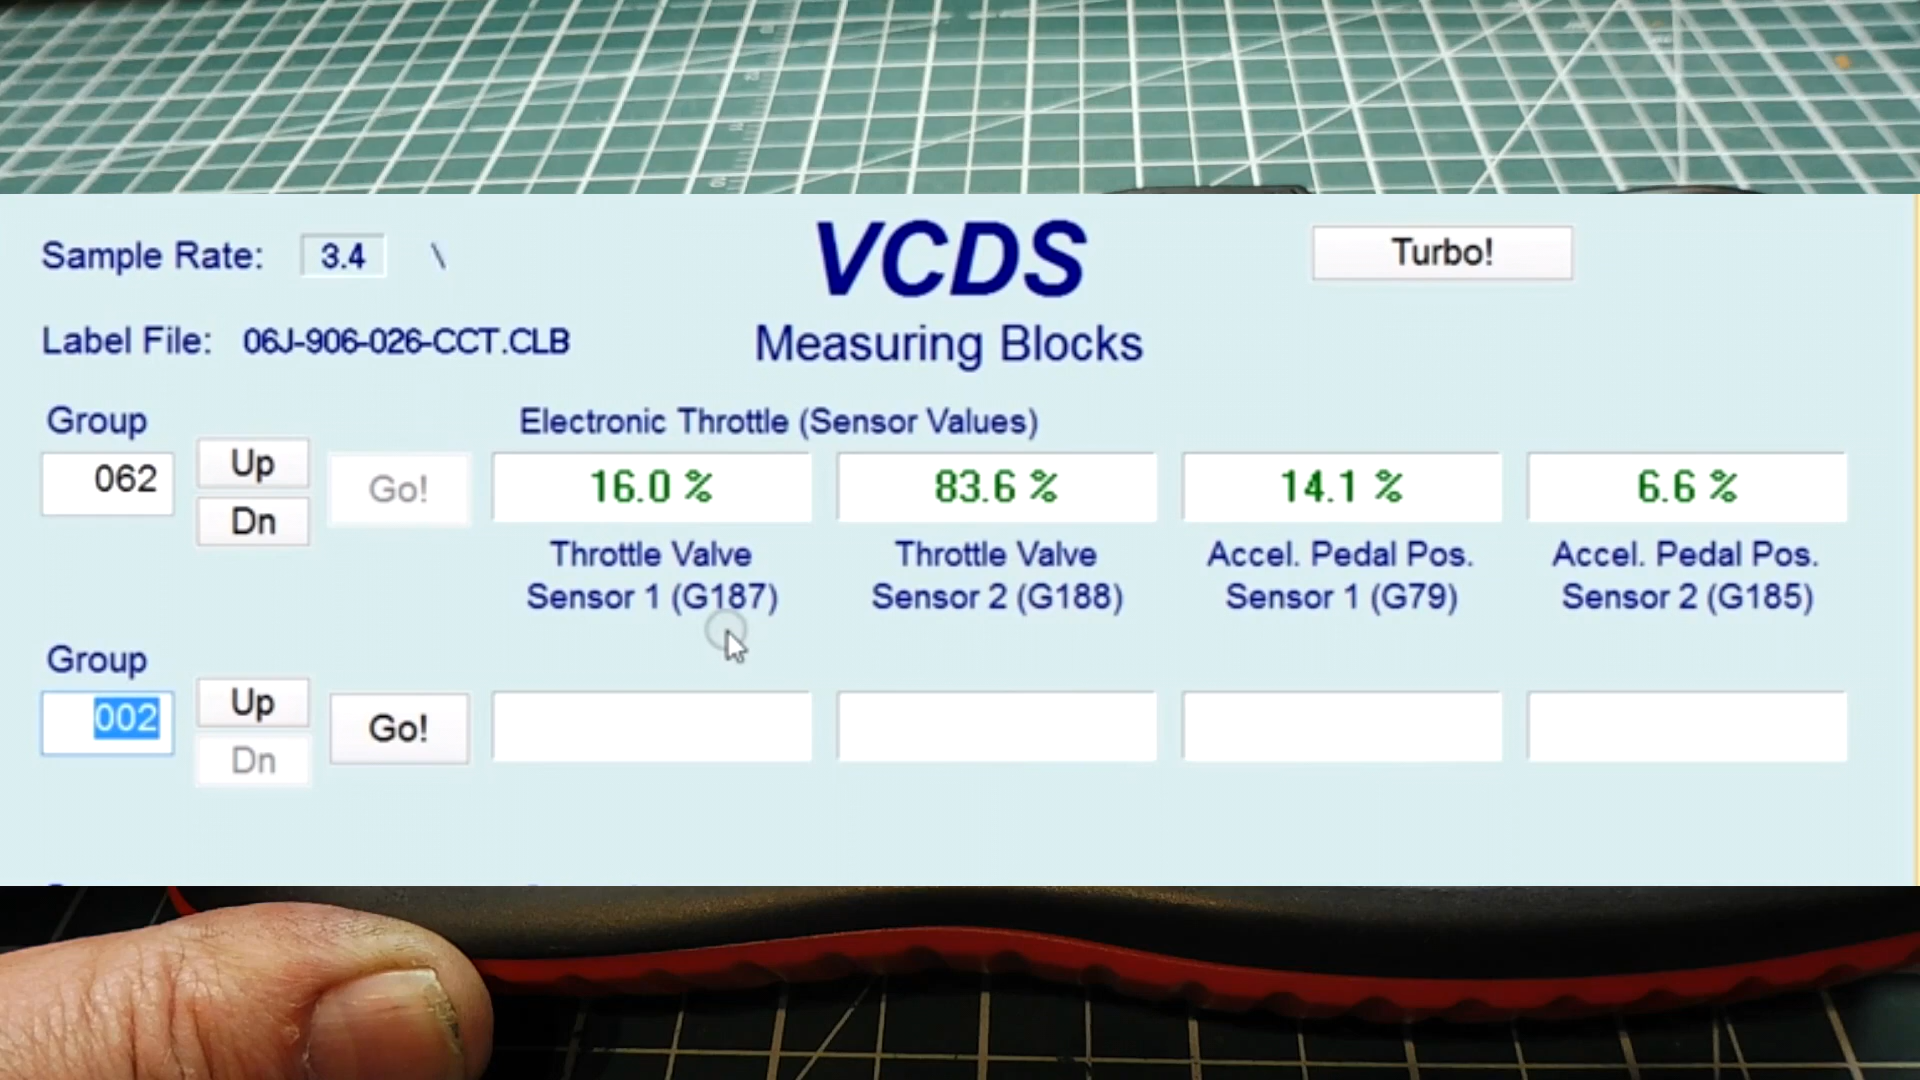 VCDS
Sample Rate: 3.4 \
Turbo!
Label File: 06J-906-026-CCT.CLB
Measuring Blocks
Group
Electronic Throttle (Sensor Values)
062
Up
Dn
Go!
16.0 %
83.6 %
14.1 %
6.6 %
Throttle Valve
Sensor 1 (G187)
Throttle Valve
Sensor 2 (G188)
Accel. Pedal Pos.
Sensor 1 (G79)
Accel. Pedal Pos.
Sensor 2 (G185)
Group
002
Up
Dn
Go!